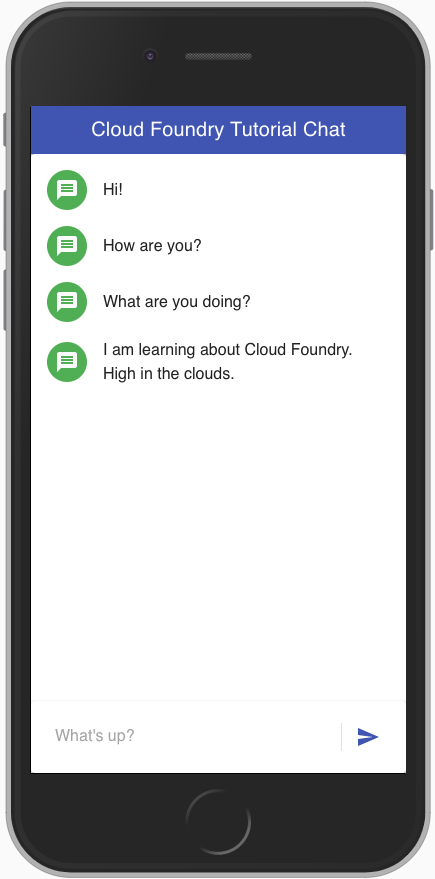 Cloud Foundry Tutorial Chat
Hi!
How are you?
What are you doing?
I am learning about Cloud Foundry.
High in the clouds.
What's up?